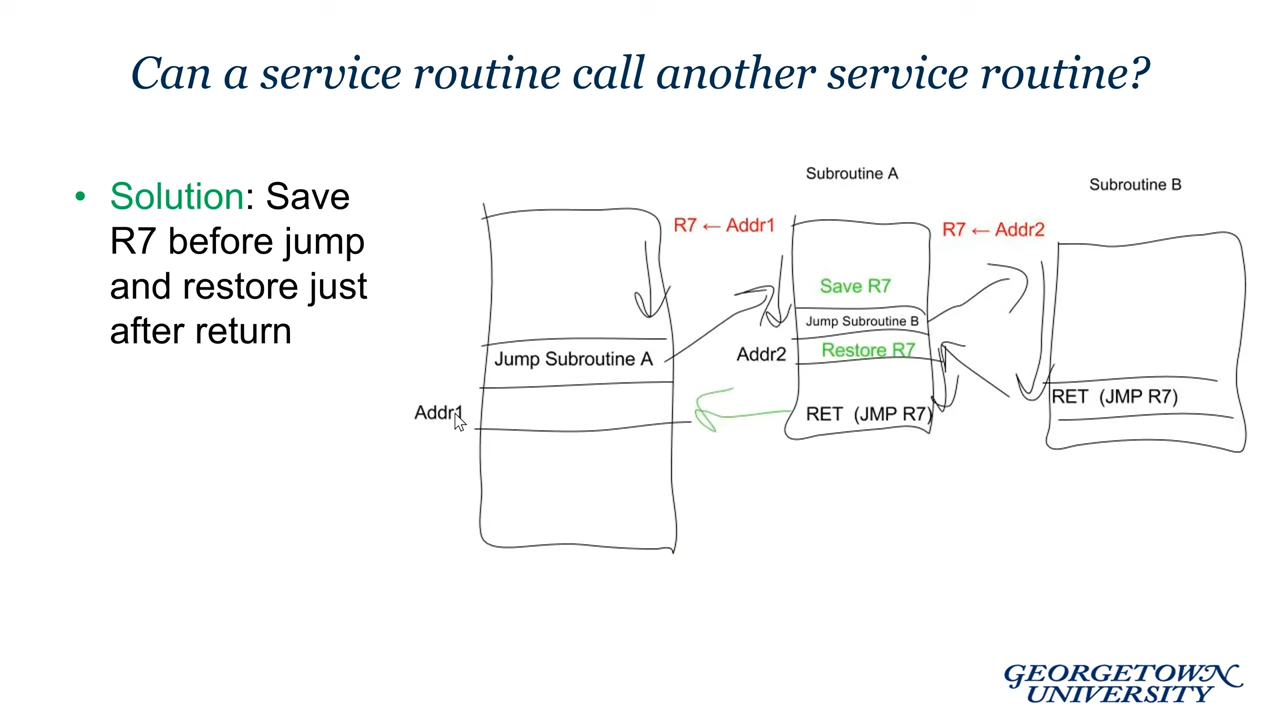 Can a service routine call another service routine?
• Solution: Save
R7 before jump
and restore just
after return
Subroutine A
Subroutine B
R7 ← Addr1
R7 ← Addr2
Save R7
Jump Subroutine B
Restore R7
Addr2
Jump Subroutine A
Addr1
RET (JMP R7)
RET (JMP R7)
GEORGETOWN
UNIVERSITY